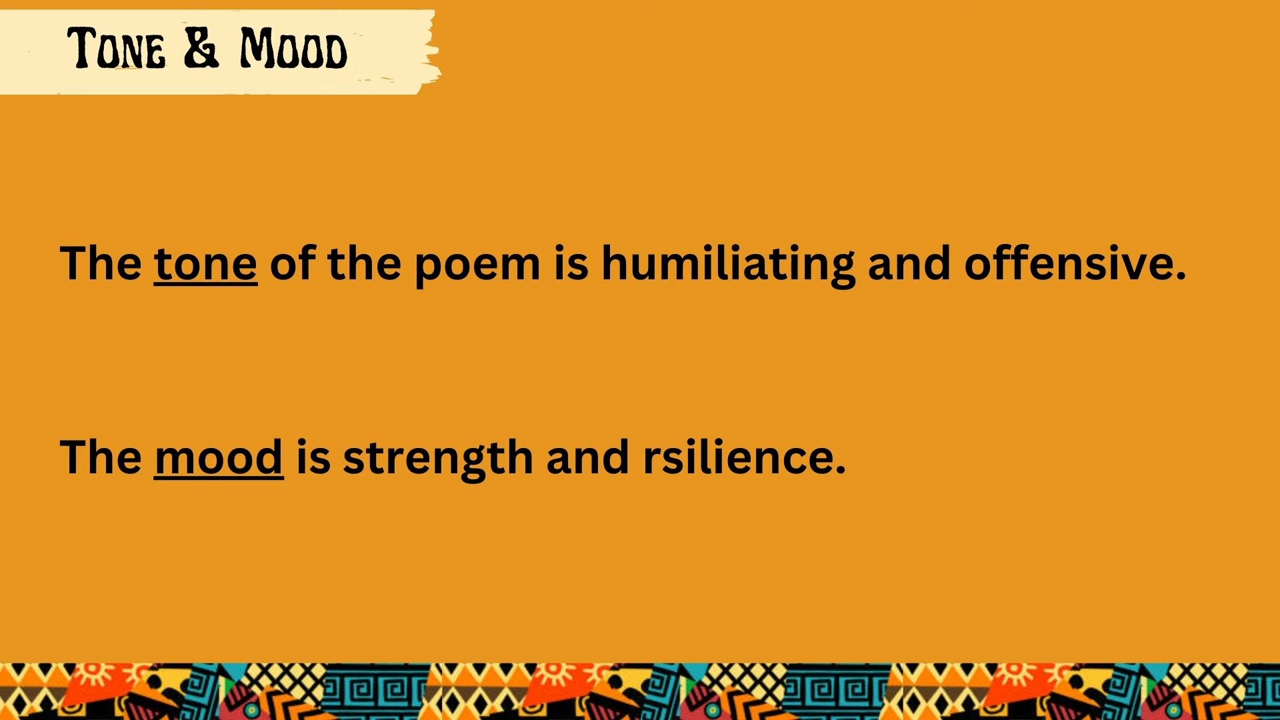 Tone & Mood
The tone of the poem is humiliating and offensive.
The mood is strength and rsilience.